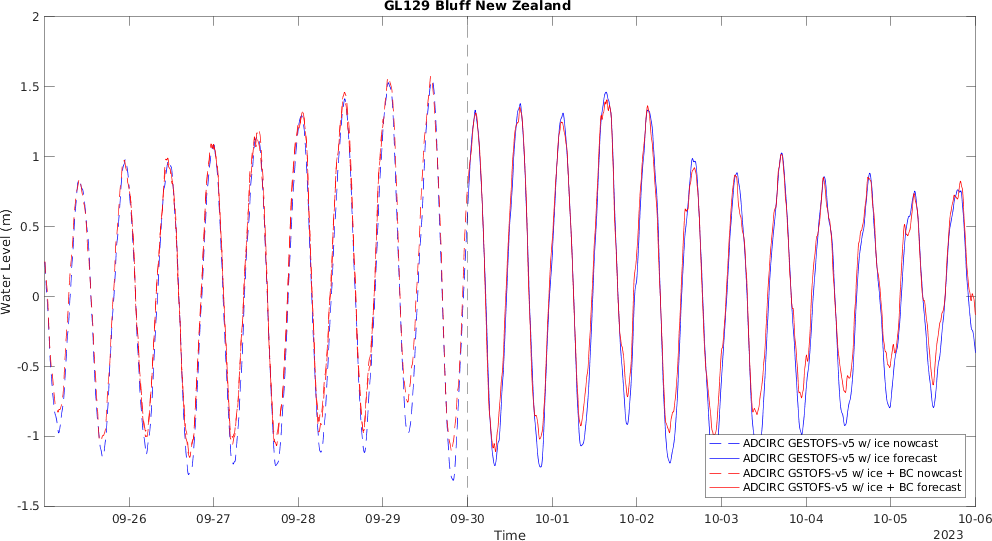 GL129 Bluff New Zealand
2
1.5
1
0.5
0
-0.5
-1
-1.5
Water Level (m)
ADCIRC GESTOFS-v5 w/ ice nowcast
ADCIRC GESTOFS-v5 w/ ice forecast
ADCIRC GSTOFS-v5 w/ ice + BC nowcast
ADCIRC GSTOFS-v5 w/ ice + BC forecast
09-26 09-27 09-28 09-29 09-30 10-01 10-02 10-03 10-04 10-05 10-06
Time
2023